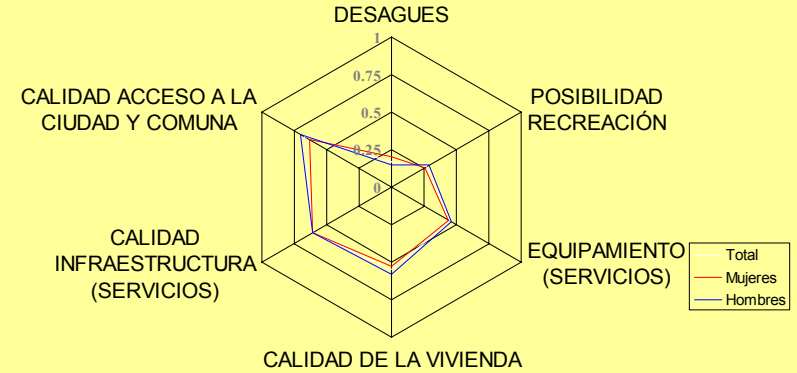 DESAGUES
1
0.75
0.5
0.25
0
POSIBILIDAD
RECREACIÓN
EQUIPAMIENTO
(SERVICIOS)
CALIDAD DE LA VIVIENDA
CALIDAD
INFRAESTRUCTURA
(SERVICIOS)
CALIDAD ACCESO A LA
CIUDAD Y COMUNA
Total
Mujeres
Hombres